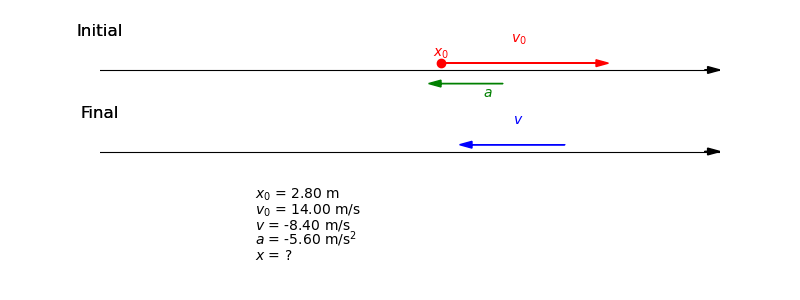 Initial
v₀
x₀
a
Final
v
x₀ = 2.80 m
v₀ = 14.00 m/s
v = -8.40 m/s
a = -5.60 m/s²
x = ?